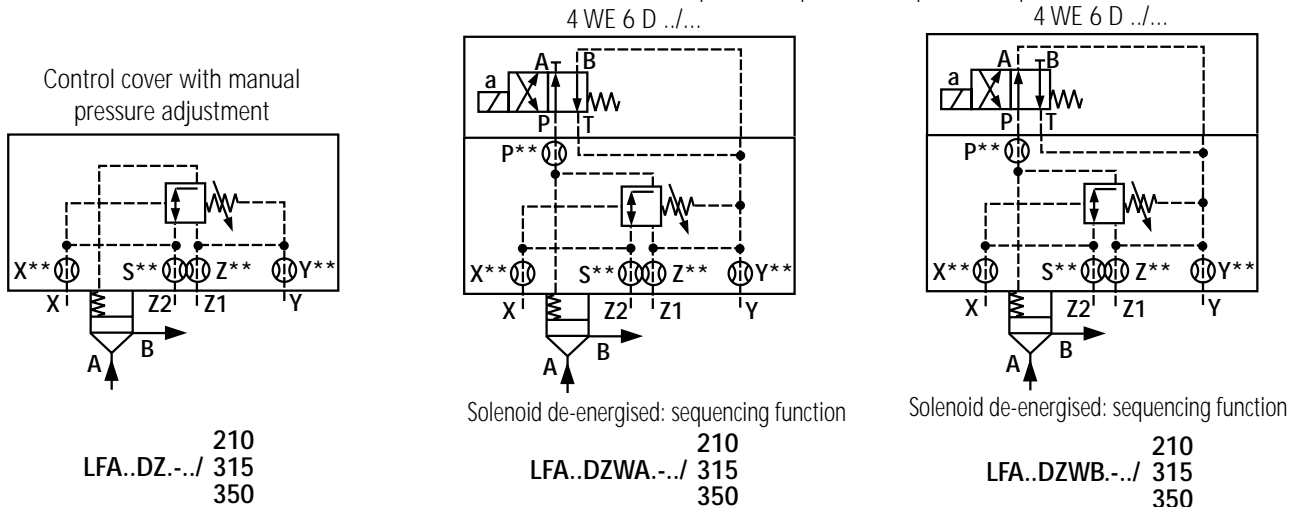 4 WE 6 D ../...
4 WE 6 D ../...
Control cover with manual
pressure adjustment
X** S** Z** Y**
X Z2 Z1 Y
A B
LFA..DZ.-../ 210
315
350
A B
a
P T
P**
X** S** Z** Y**
X Z2 Z1 Y
A B
Solenoid de-energised: sequencing function
LFA..DZWA.-../ 210
315
350
A B
a
P T
P**
X** S** Z** Y**
X Z2 Z1 Y
A B
Solenoid de-energised: sequencing function
LFA..DZWB.-../ 210
315
350